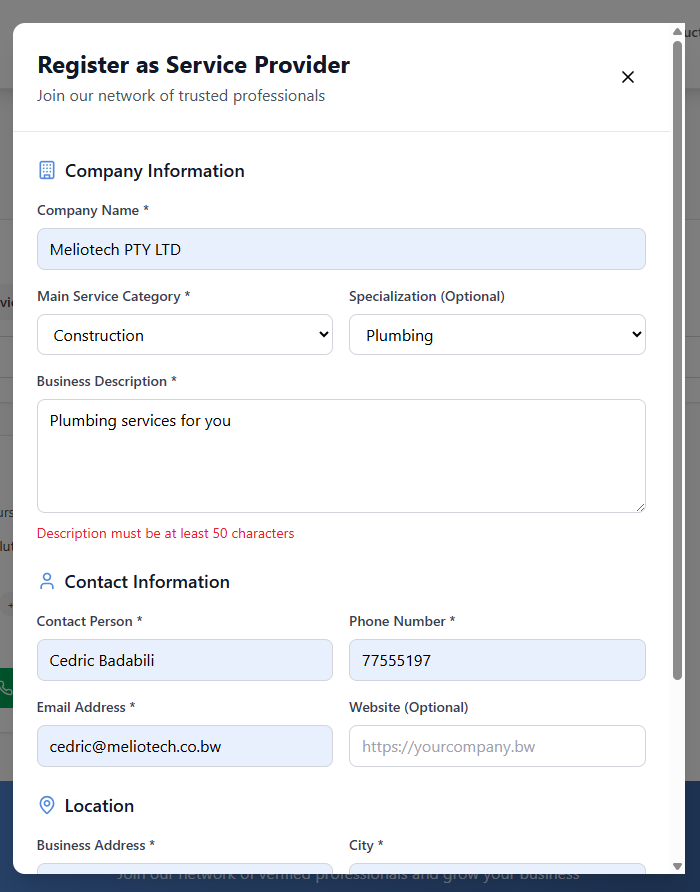 Register as Service Provider
Join our network of trusted professionals
Company Information
Company Name *
Meliotech PTY LTD
Main Service Category * Specialization (Optional)
Construction Plumbing
Business Description *
Plumbing services for you
Description must be at least 50 characters
Contact Information
Contact Person * Phone Number *
Cedric Badabili 77555197
Email Address * Website (Optional)
cedric@meliotech.co.bw https://yourcompany.bw
Location
Business Address * City *
Join our network of verified professionals and grow your business